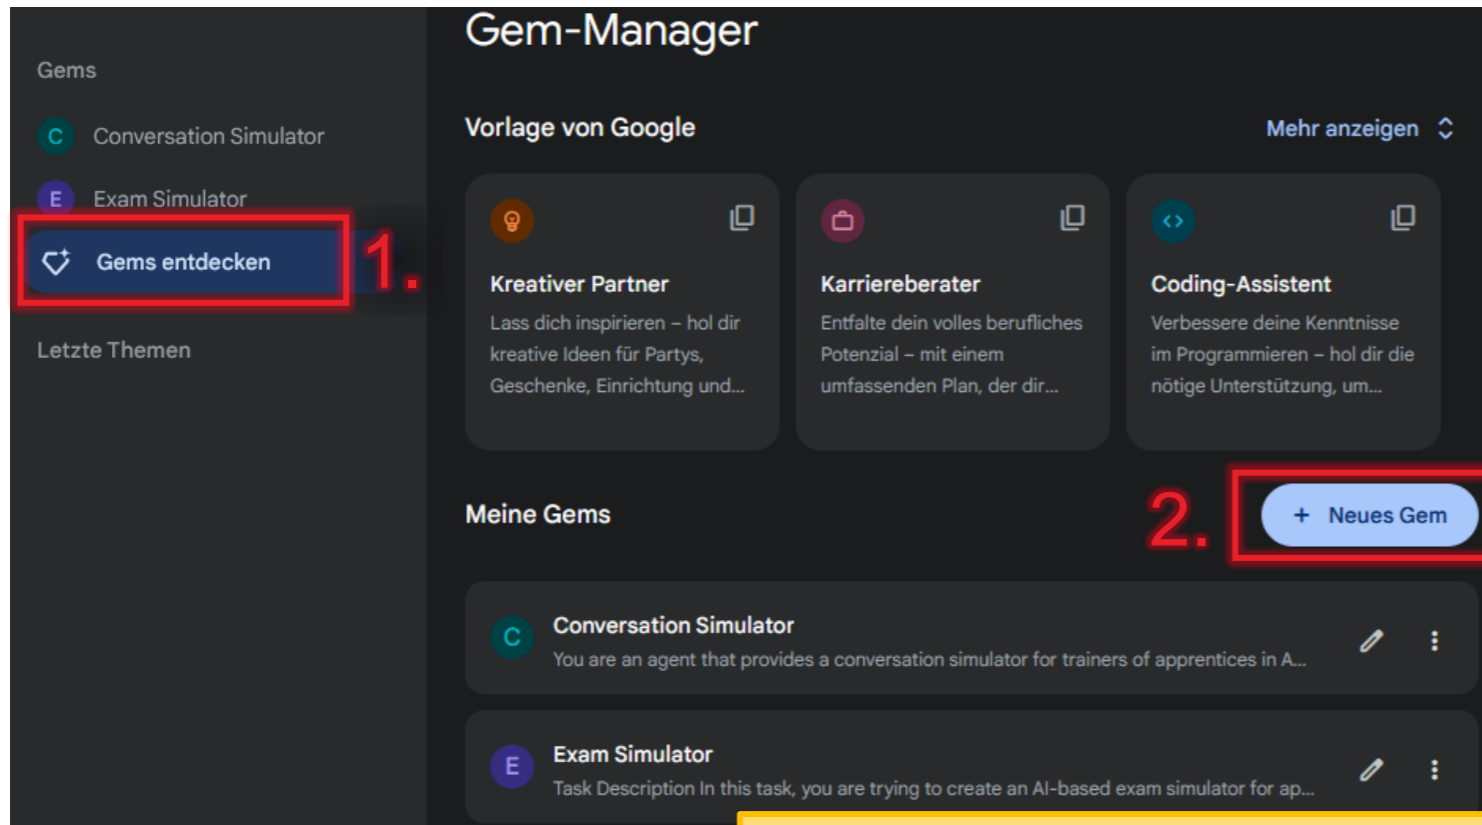 Gems
C Conversation Simulator
E Exam Simulator
Gems entdecken
1.
Letzte Themen
Gem-Manager
Vorlage von Google
Mehr anzeigen
Kreativer Partner
Lass dich inspirieren – hol dir
kreative Ideen für Partys,
Geschenke, Einrichtung und...
Karriereberater
Entfalte dein volles berufliches
Potenzial – mit einem
umfassenden Plan, der dir...
Coding-Assistent
Verbessere deine Kenntnisse
im Programmieren – hol dir die
nötige Unterstützung, um...
Meine Gems
2.
+ Neues Gem
C
Conversation Simulator
You are an agent that provides a conversation simulator for trainers of apprentices in A...
E
Exam Simulator
Task Description In this task, you are trying to create an AI-based exam simulator for ap...